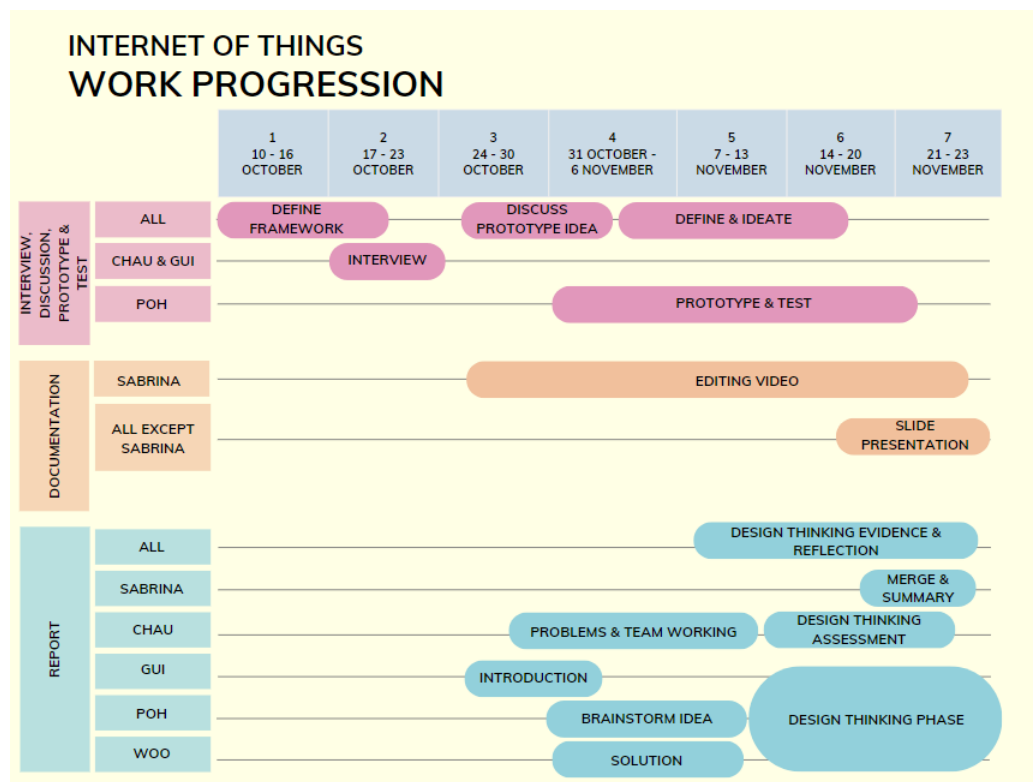 INTERNET OF THINGS
WORK PROGRESSION
1
10 - 16
OCTOBER
2
17 - 23
OCTOBER
3
24 - 30
OCTOBER
4
31 OCTOBER -
6 NOVEMBER
5
7 - 13
NOVEMBER
6
14 - 20
NOVEMBER
7
21 - 23
NOVEMBER
INTERVIEW,
DISCUSSION,
PROTOTYPE &
TEST
ALL
DEFINE
FRAMEWORK
DISCUSS
PROTOTYPE IDEA
DEFINE & IDEATE
CHAU & GUI
INTERVIEW
POH
PROTOTYPE & TEST
DOCUMENTATION
SABRINA
EDITING VIDEO
ALL EXCEPT
SABRINA
SLIDE
PRESENTATION
REPORT
ALL
DESIGN THINKING EVIDENCE &
REFLECTION
SABRINA
MERGE &
SUMMARY
CHAU
PROBLEMS & TEAM WORKING
DESIGN THINKING
ASSESSMENT
GUI
INTRODUCTION
POH
BRAINSTORM IDEA
DESIGN THINKING PHASE
WOO
SOLUTION